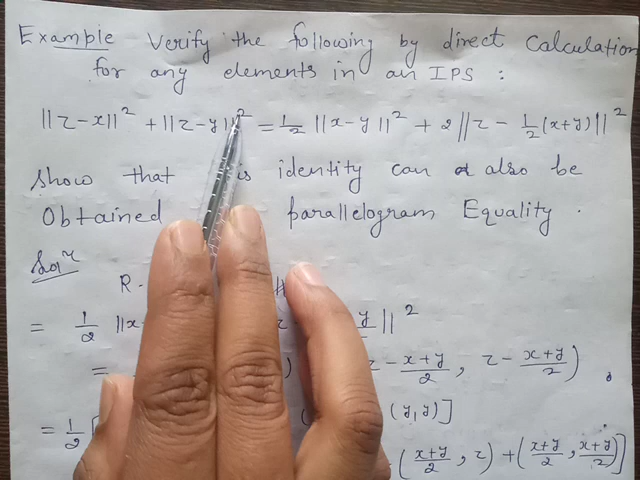 Example Verify the following by direct Calculation
for any elements in an IPS :
||z-x||² + ||z-y||² = 1/2 ||x-y||² + 2||z - 1/2(x+y)||²
Show that is identity can also be
Obtained parallelogram Equality .
Solⁿ
R.
= 1/2 ||x ||²
= z - x+y/2 , z - x+y/2 )
= 1/2 [ (y,y)]
( x+y/2 , z) + ( x+y/2 , x+y/2 )]